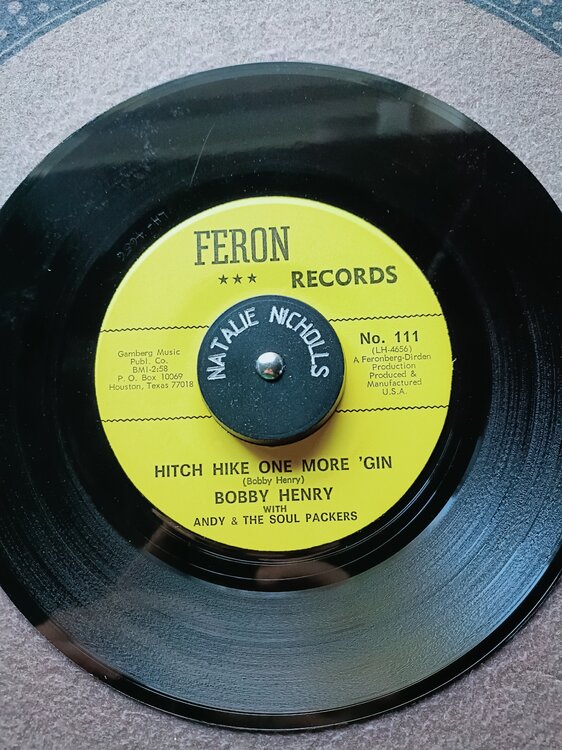 FERON
*** RECORDS
Gamberg Music
Publ. Co.
BMI-2:58
P. O. Box 10069
Houston, Texas 77018
NATALIE NICHOLLS
No. 111
(LH-4656)
A Feronberg-Dirden
Production
Produced &
Manufactured
U.S.A.
HITCH HIKE ONE MORE 'GIN
(Bobby Henry)
BOBBY HENRY
WITH
ANDY & THE SOUL PACKERS